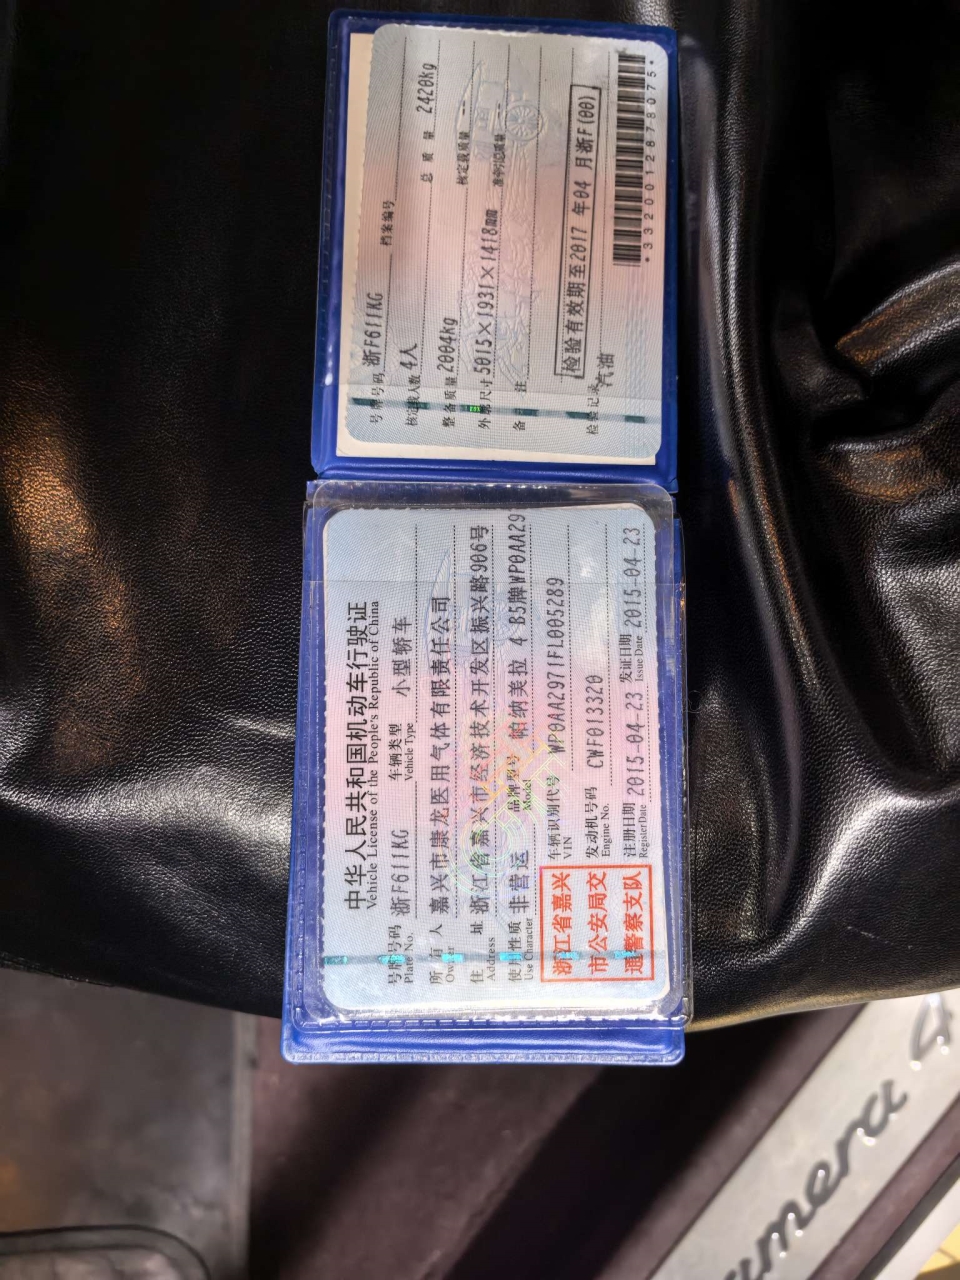 中华人民共和国机动车行驶证
Vehicle License of the People's Republic of China
号牌号码 浙F611KG 车辆类型 小型轿车
Plate No. Vehicle Type
所有人 嘉兴市康龙医用气体有限责任公司
Owner
住址 浙江省嘉兴市经济技术开发区振兴路906号
Address
使用性质 非营运 品牌型号 帕纳美拉 4 B5牌WP0AA29
Use Character Model
浙江省嘉兴
市公安局交
通警察支队
车辆识别代号 WP0AA2971FL005289
VIN
发动机号码 CWF013320
Engine No.
注册日期 2015-04-23 发证日期 2015-04-23
Register Date Issue Date
号牌号码 浙F611KG 档案编号
核定载人数 4人 总质量 2420kg
整备质量 2004kg 核定载质量 --
外廓尺寸 5015×1931×1418mm 准牵引总质量 --
备注
检验有效期至2017年04月浙F(00)
检验记录 汽油
*3320012878075*
amera 4